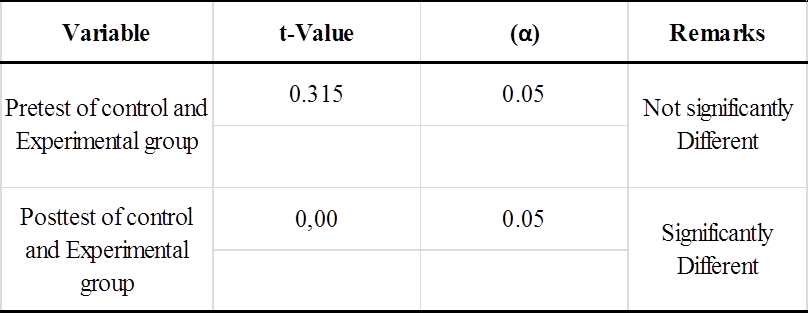 Variable t-Value (α) Remarks
Pretest of control and
Experimental group
0.315 0.05
Not significantly
Different
Posttest of control
and Experimental
group
0,00 0.05
Significantly
Different